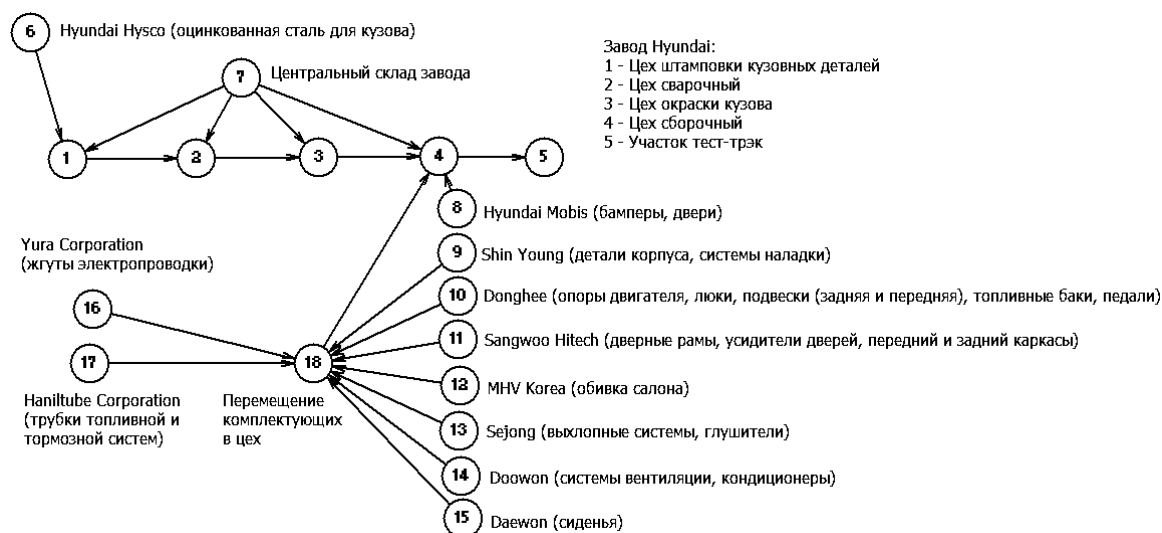 6 Hyundai Hysco (оцинкованная сталь для кузова)
7 Центральный склад завода
Завод Hyundai:
1 - Цех штамповки кузовных деталей
2 - Цех сварочный
3 - Цех окраски кузова
4 - Цех сборочный
5 - Участок тест-трэк
1 2 3 4 5
8 Hyundai Mobis (бамперы, двери)
Yura Corporation
(жгуты электропроводки)
9 Shin Young (детали корпуса, системы наладки)
16
10 Donghee (опоры двигателя, люки, подвески (задняя и передняя), топливные баки, педали)
17
18
11 Sangwoo Hitech (дверные рамы, усидители дверей, передний и задний каркасы)
Haniltube Corporation
(трубки топливной и
тормозной систем)
Перемещение
комплектующих
в цех
12 MHV Korea (обивка салона)
13 Sejong (выхлопные системы, глушители)
14 Doowon (системы вентиляции, кондиционеры)
15 Daewon (сиденья)